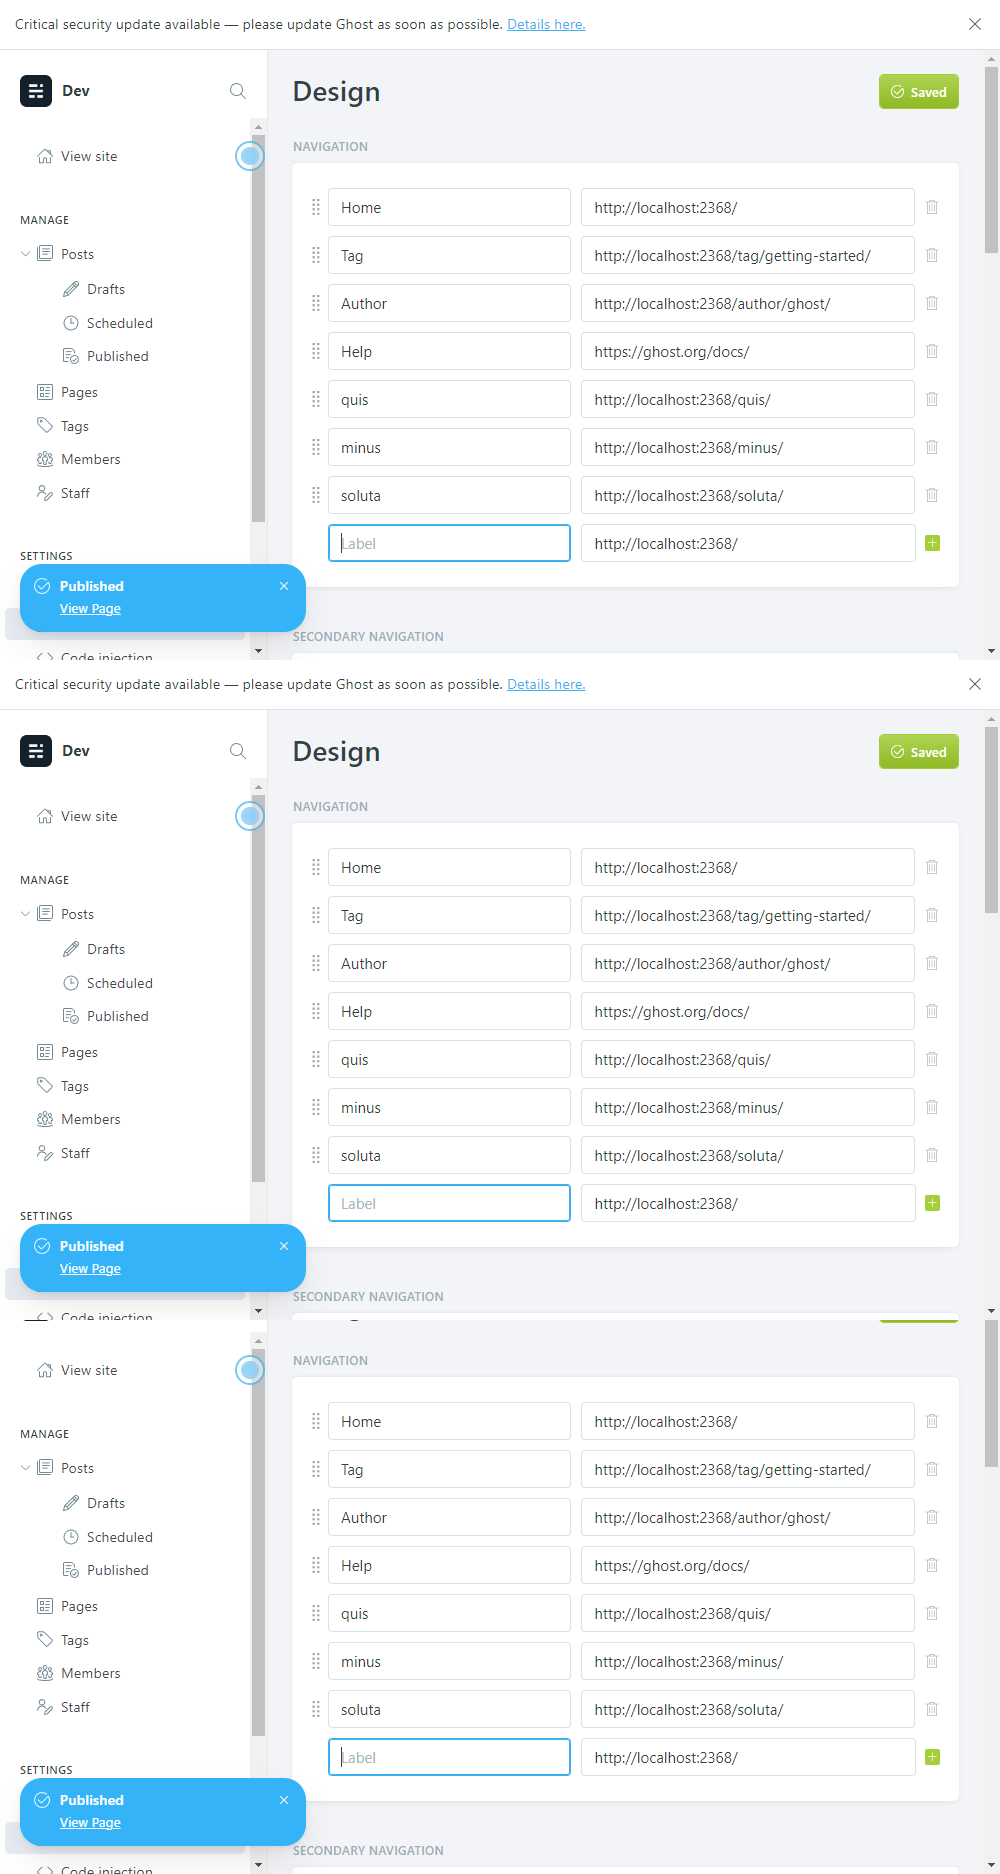 Critical security update available — please update Ghost as soon as possible. Details here.
Dev
Design
Saved
View site
NAVIGATION
Home
http://localhost:2368/
MANAGE
Tag
http://localhost:2368/tag/getting-started/
Posts
Drafts
Author
http://localhost:2368/author/ghost/
Scheduled
Help
https://ghost.org/docs/
Published
Pages
quis
http://localhost:2368/quis/
Tags
minus
http://localhost:2368/minus/
Members
Staff
soluta
http://localhost:2368/soluta/
Label
http://localhost:2368/
SETTINGS
Published
View Page
SECONDARY NAVIGATION
Code injection
Critical security update available — please update Ghost as soon as possible. Details here.
Dev
Design
Saved
View site
NAVIGATION
Home
http://localhost:2368/
MANAGE
Tag
http://localhost:2368/tag/getting-started/
Posts
Drafts
Author
http://localhost:2368/author/ghost/
Scheduled
Help
https://ghost.org/docs/
Published
Pages
quis
http://localhost:2368/quis/
Tags
minus
http://localhost:2368/minus/
Members
Staff
soluta
http://localhost:2368/soluta/
Label
http://localhost:2368/
SETTINGS
Published
View Page
SECONDARY NAVIGATION
Code injection
View site
NAVIGATION
Home
http://localhost:2368/
MANAGE
Tag
http://localhost:2368/tag/getting-started/
Posts
Drafts
Author
http://localhost:2368/author/ghost/
Scheduled
Help
https://ghost.org/docs/
Published
Pages
quis
http://localhost:2368/quis/
Tags
minus
http://localhost:2368/minus/
Members
Staff
soluta
http://localhost:2368/soluta/
Label
http://localhost:2368/
SETTINGS
Published
View Page
SECONDARY NAVIGATION
Code injection